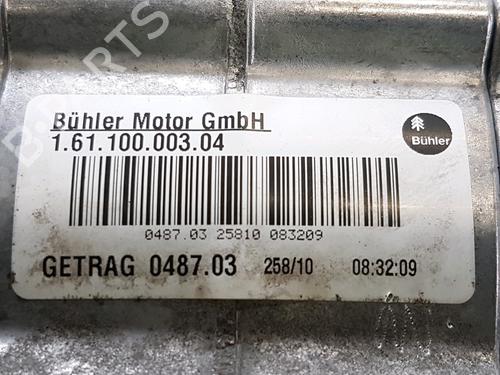 B-PARTS
Bühler Motor GmbH
1.61.100.003.04
Bühler
0487.03 25810 083209
GETRAG 0487.03 258/10 08:32:09